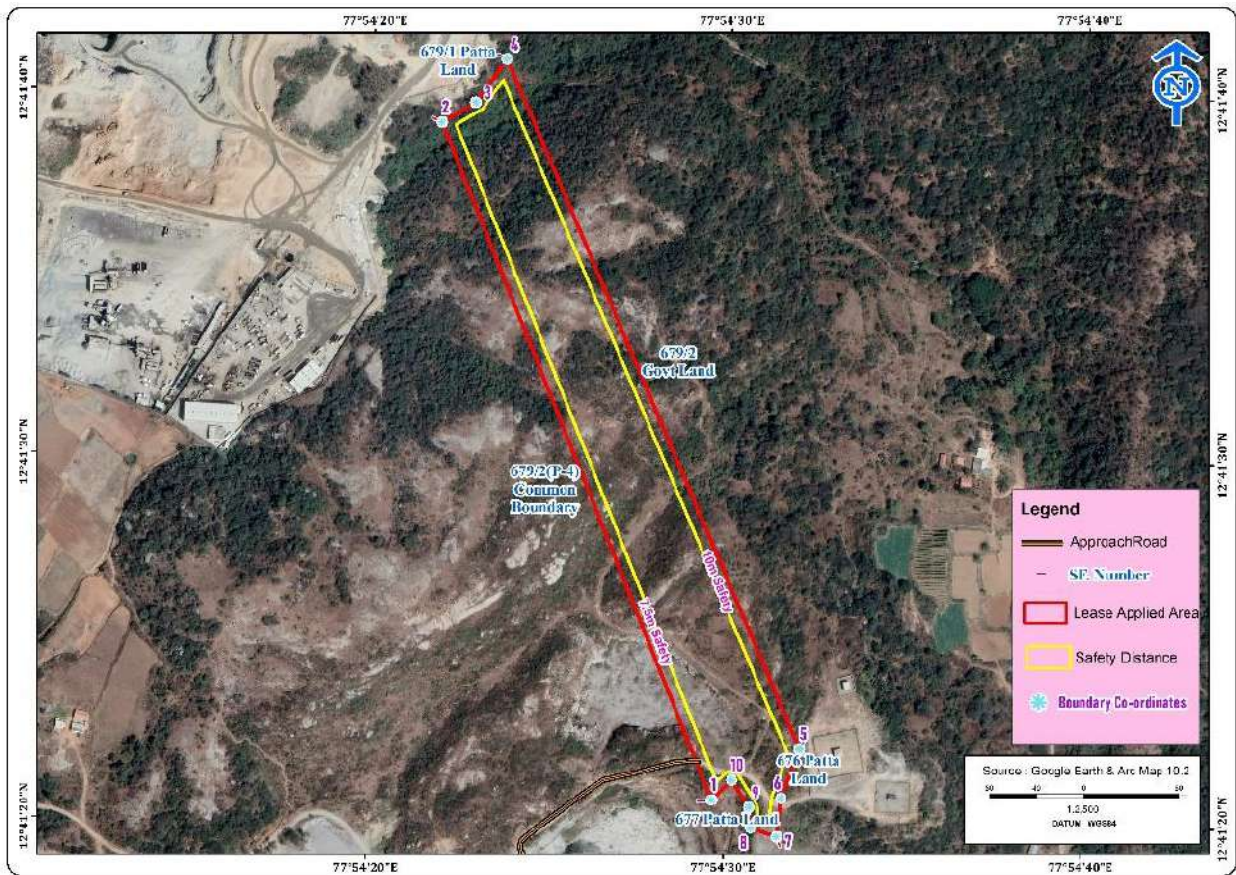 77°54'20"E
77°54'30"E
77°54'40"E
12°41'40"N
12°41'40"N
N
679/1 Patta
Land
4
3
2
679/2
Govt Land
12°41'30"N
12°41'30"N
679/2(P-4)
Common
Boundary
10m Safety
7.5m Safety
Legend
ApproachRoad
SF. Number
Lease Applied Area
Safety Distance
Boundary Co-ordinates
5
676 Patta
Land
10
6
1
9
677 Patta Land
8
7
12°41'20"N
12°41'20"N
Source : Google Earth & Arc Map 10.2
50
0
50
1:2,500
DATUM : WGS84
77°54'20"E
77°54'30"E
77°54'40"E